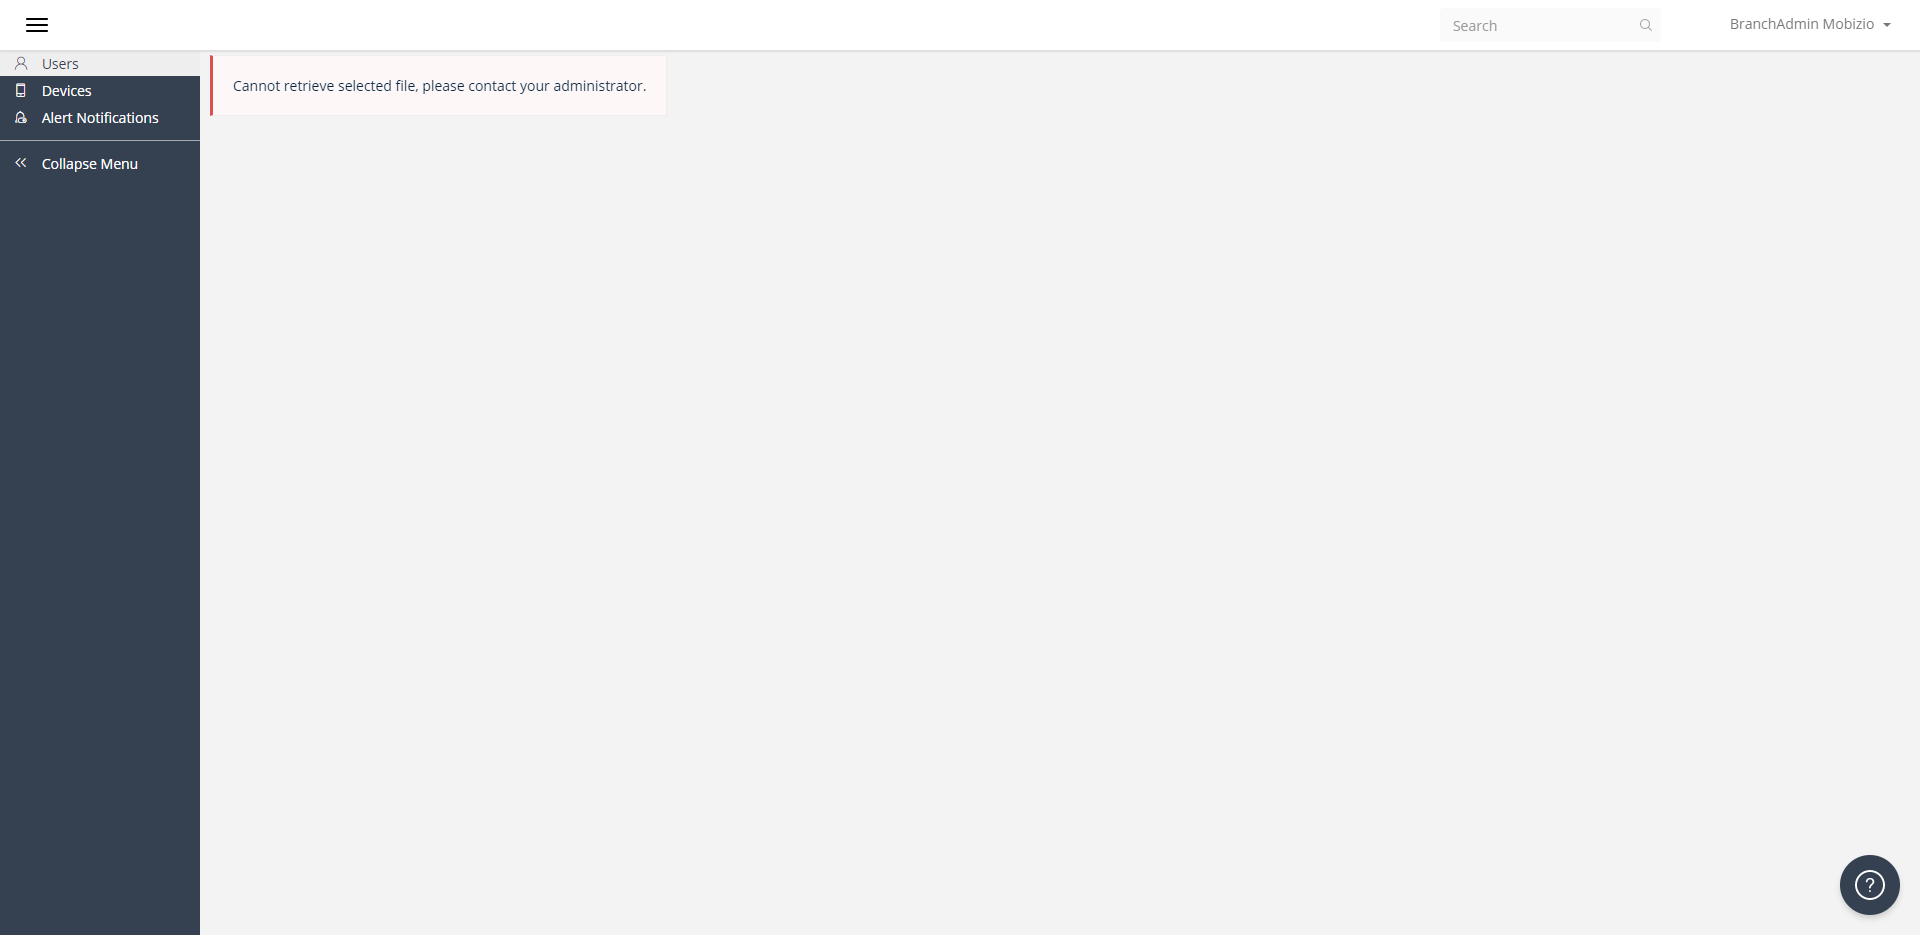 Search
BranchAdmin Mobizio
Users
Devices
Alert Notifications
Collapse Menu
Cannot retrieve selected file, please contact your administrator.
?